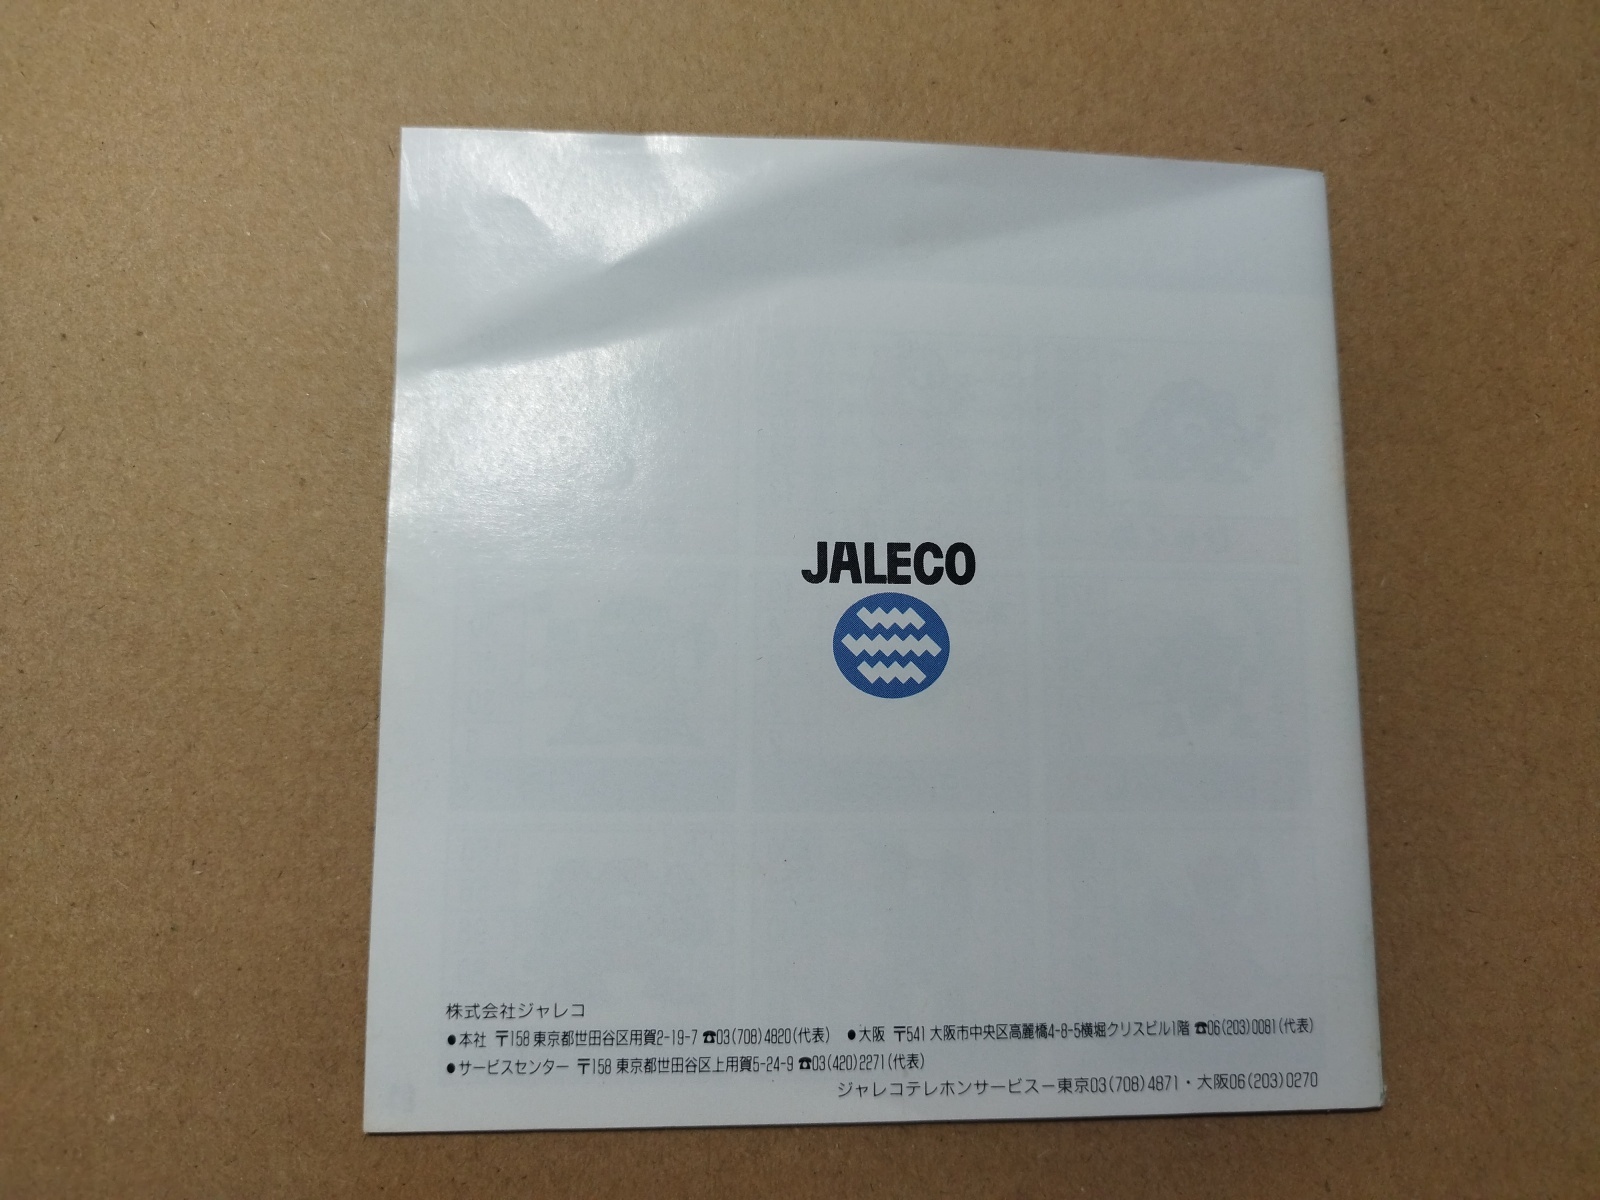 JALECO
株式会社ジャレコ
●本社 〒158 東京都世田谷区用賀2-19-7 ☎03(708)4820(代表) ●大阪 〒541 大阪市中央区高麗橋4-8-5横堀クリスビル1階 ☎06(203)0081(代表)
●サービスセンター 〒158 東京都世田谷区上用賀5-24-9 ☎03(420)2271(代表)
ジャレコテレホンサービスー東京03(708)4871・大阪06(203)0270